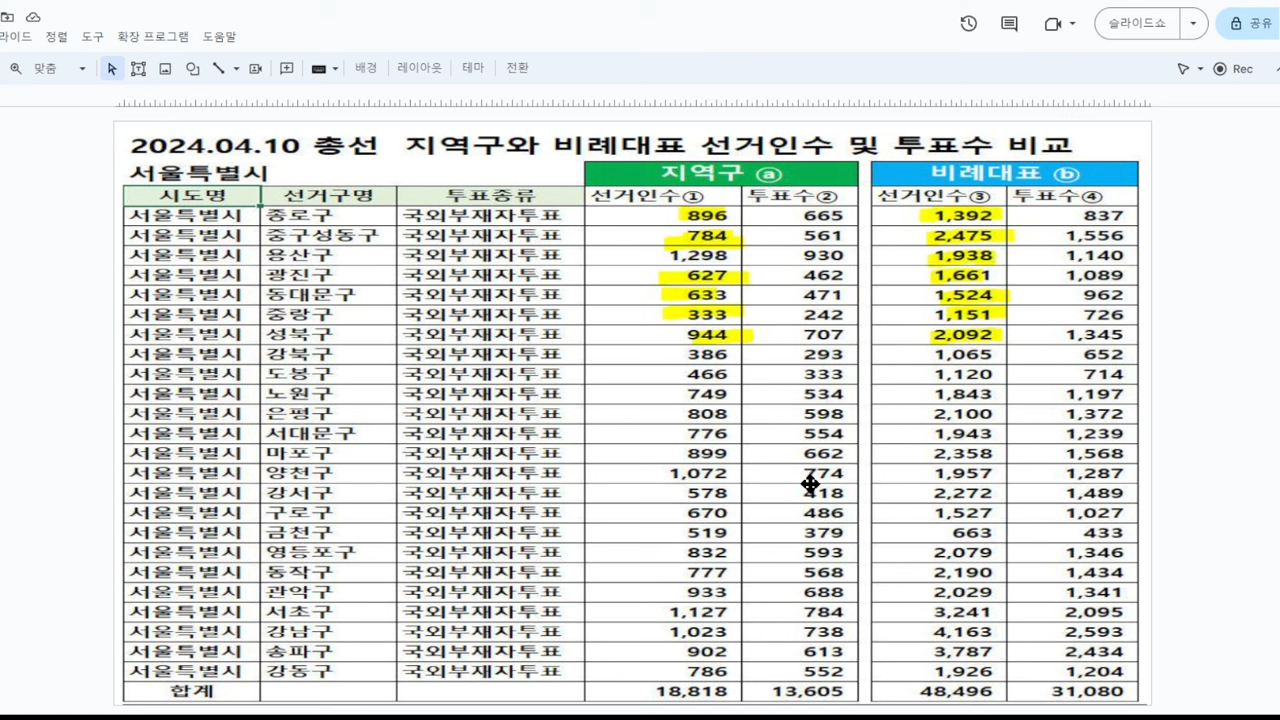 라이드 정렬 도구 확장 프로그램 도움말
슬라이드쇼 공유
맞춤 배경 레이아웃 테마 전환 Rec
2024.04.10 총선 지역구와 비례대표 선거인수 및 투표수 비교
서울특별시 지역구 ⓐ 비례대표 ⓑ
시도명 선거구명 투표종류 선거인수① 투표수② 선거인수③ 투표수④
서울특별시 종로구 국외부재자투표 896 665 1,392 837
서울특별시 중구성동구 국외부재자투표 784 561 2,475 1,556
서울특별시 용산구 국외부재자투표 1,298 930 1,938 1,140
서울특별시 광진구 국외부재자투표 627 462 1,661 1,089
서울특별시 동대문구 국외부재자투표 633 471 1,524 962
서울특별시 중랑구 국외부재자투표 333 242 1,151 726
서울특별시 성북구 국외부재자투표 944 707 2,092 1,345
서울특별시 강북구 국외부재자투표 386 293 1,065 652
서울특별시 도봉구 국외부재자투표 466 333 1,120 714
서울특별시 노원구 국외부재자투표 749 534 1,843 1,197
서울특별시 은평구 국외부재자투표 808 598 2,100 1,372
서울특별시 서대문구 국외부재자투표 776 554 1,943 1,239
서울특별시 마포구 국외부재자투표 899 662 2,358 1,568
서울특별시 양천구 국외부재자투표 1,072 774 1,957 1,287
서울특별시 강서구 국외부재자투표 578 418 2,272 1,489
서울특별시 구로구 국외부재자투표 670 486 1,527 1,027
서울특별시 금천구 국외부재자투표 519 379 663 433
서울특별시 영등포구 국외부재자투표 832 593 2,079 1,346
서울특별시 동작구 국외부재자투표 777 568 2,190 1,434
서울특별시 관악구 국외부재자투표 933 688 2,029 1,341
서울특별시 서초구 국외부재자투표 1,127 784 3,241 2,095
서울특별시 강남구 국외부재자투표 1,023 738 4,163 2,593
서울특별시 송파구 국외부재자투표 902 613 3,787 2,434
서울특별시 강동구 국외부재자투표 786 552 1,926 1,204
합계 18,818 13,605 48,496 31,080